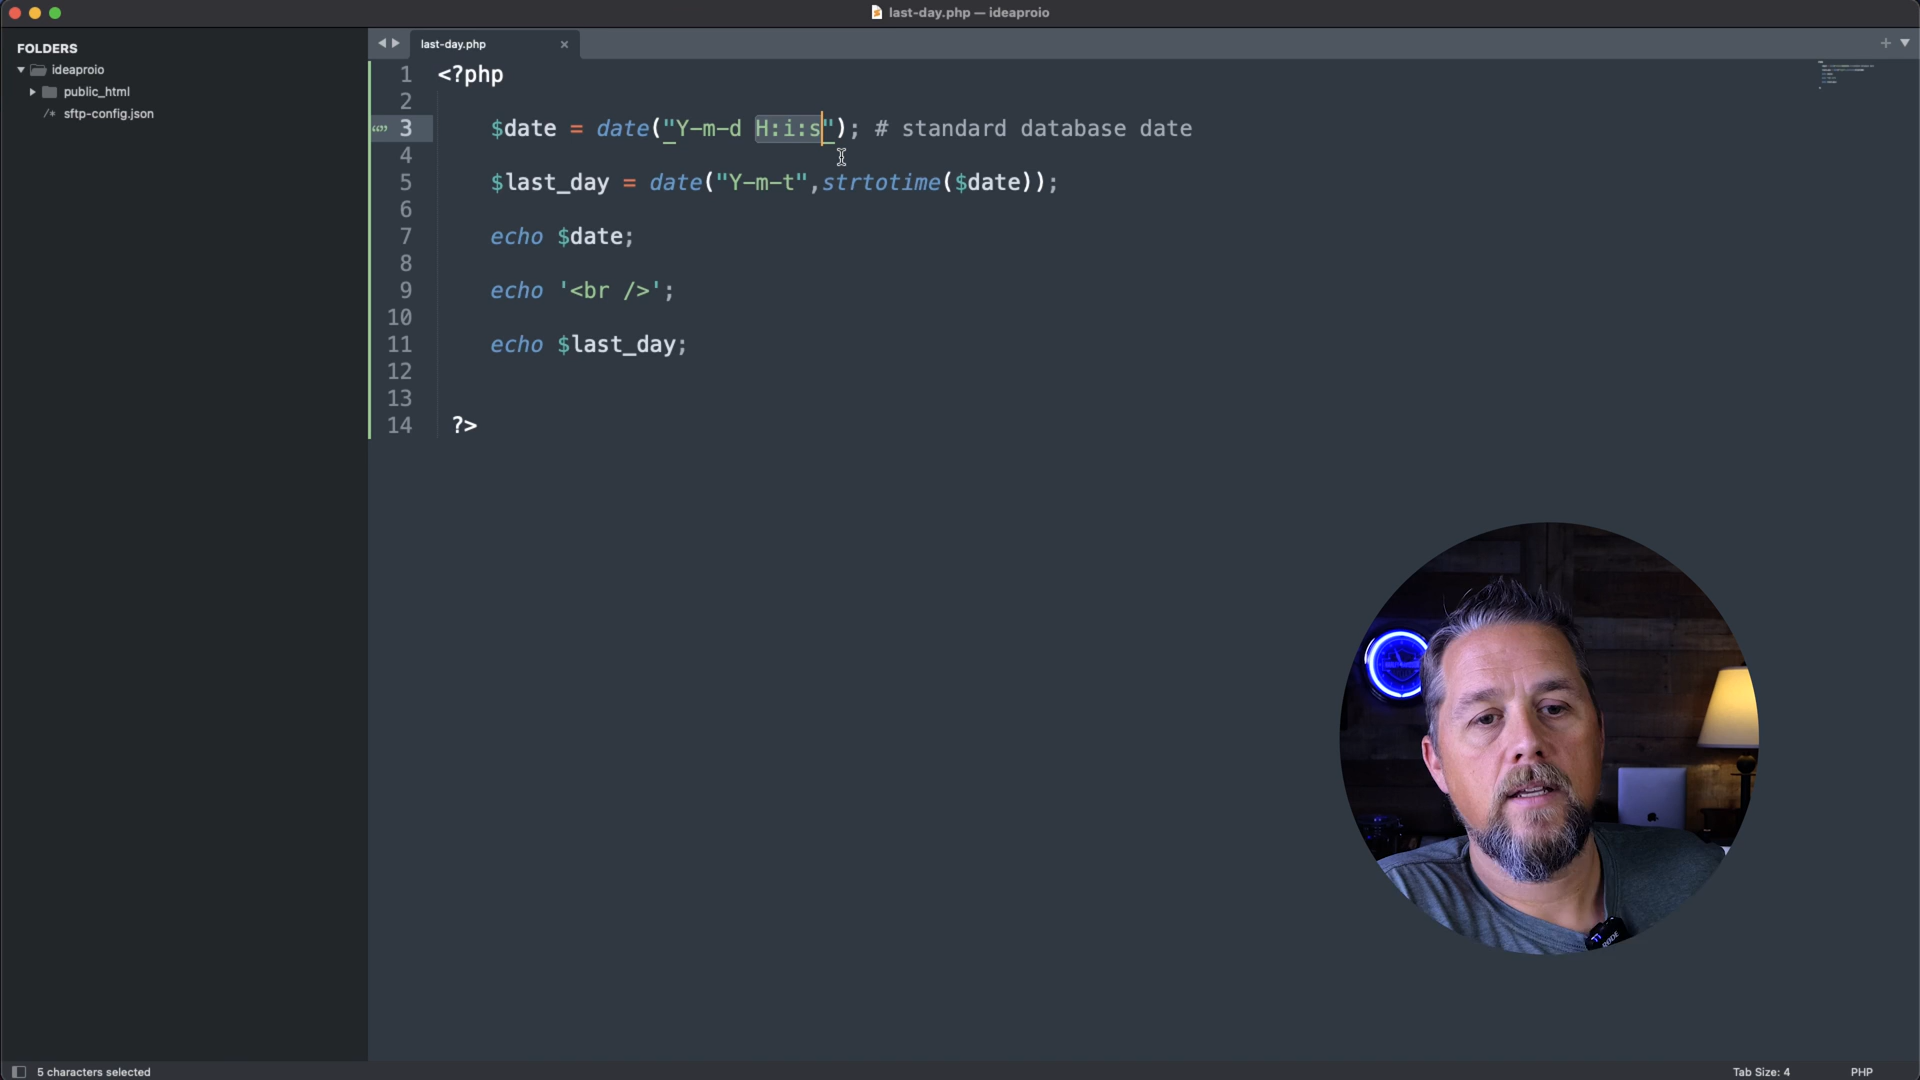 last-day.php — ideaproio
FOLDERS
ideaproio
public_html
/* sftp-config.json
last-day.php
1 <?php
2
3 $date = date("Y-m-d H:i:s"); # standard database date
4
5 $last_day = date("Y-m-t",strtotime($date));
6
7 echo $date;
8
9 echo '<br />';
10
11 echo $last_day;
12
13
14 ?>
RODE
5 characters selected
Tab Size: 4
PHP